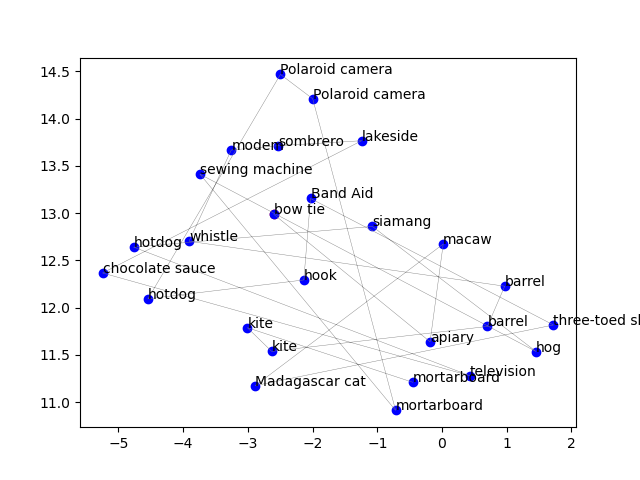 14.5
14.0
13.5
13.0
12.5
12.0
11.5
11.0
Polaroid camera
Polaroid camera
lakeside
sombrero
modem
sewing machine
Band Aid
bow tie
siamang
whistle
macaw
hotdog
chocolate sauce
hook
barrel
hotdog
kite
barrel
three-toed sl
apiary
kite
hog
television
Madagascar cat
mortarboard
mortarboard
−5 −4 −3 −2 −1 0 1 2